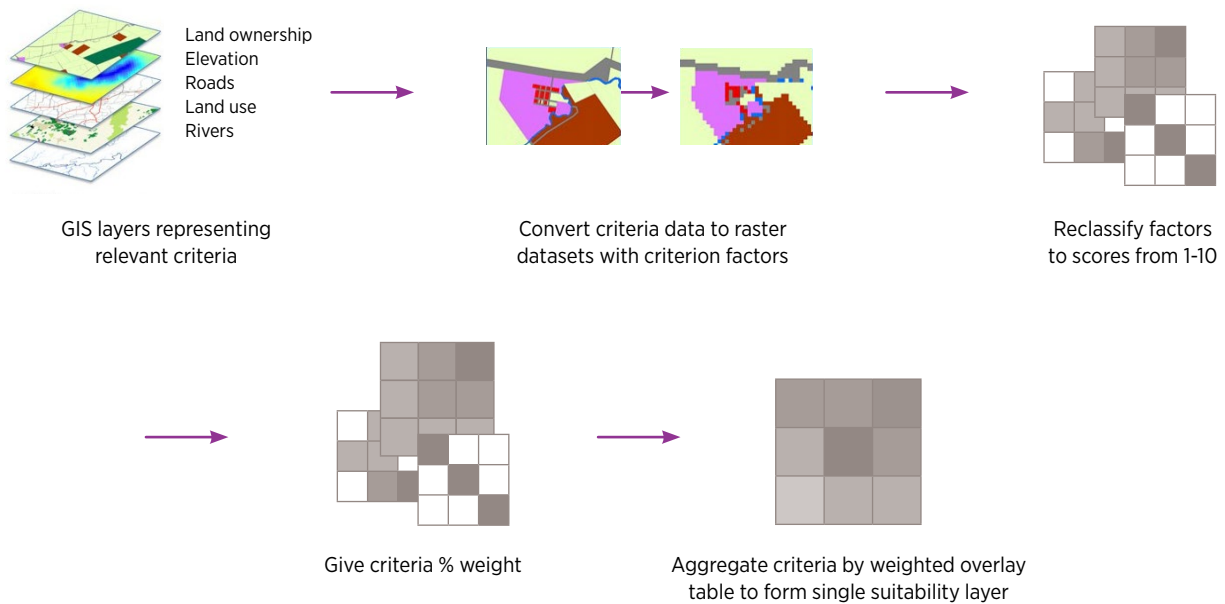 Land ownership
Elevation
Roads
Land use
Rivers
GIS layers representing
relevant criteria
Convert criteria data to raster
datasets with criterion factors
Reclassify factors
to scores from 1-10
Give criteria % weight
Aggregate criteria by weighted overlay
table to form single suitability layer